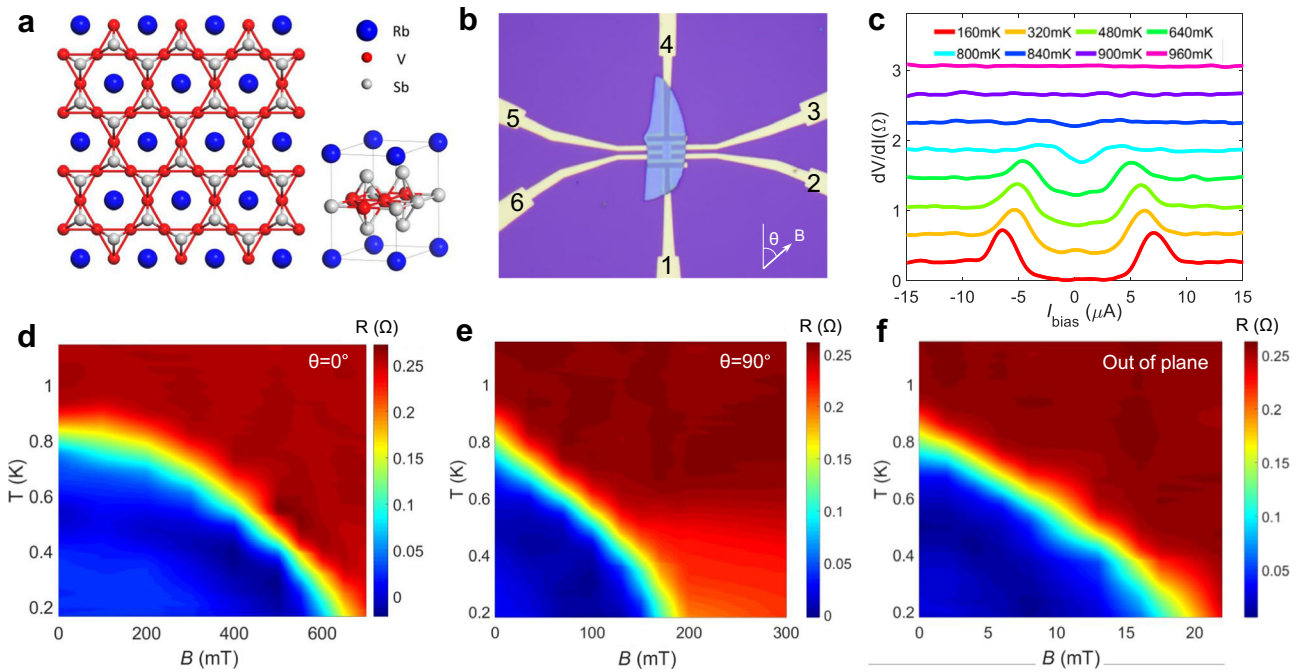 a
Rb
V
Sb
b
4
5
3
6
2
1
θ
B
c
160mK 320mK 480mK 640mK
800mK 840mK 900mK 960mK
dV/dI(Ω)
3
2
1
0
-15 -10 -5 0 5 10 15
I_bias (μA)
d
R (Ω)
θ=0°
T (K)
1
0.8
0.6
0.4
0.2
0 200 400 600
B (mT)
0.25
0.2
0.15
0.1
0.05
0
e
R (Ω)
θ=90°
T (K)
1
0.8
0.6
0.4
0.2
0 100 200 300
B (mT)
0.25
0.2
0.15
0.1
0.05
0
f
R (Ω)
Out of plane
T (K)
1
0.8
0.6
0.4
0.2
0 5 10 15 20
B (mT)
0.25
0.2
0.15
0.1
0.05